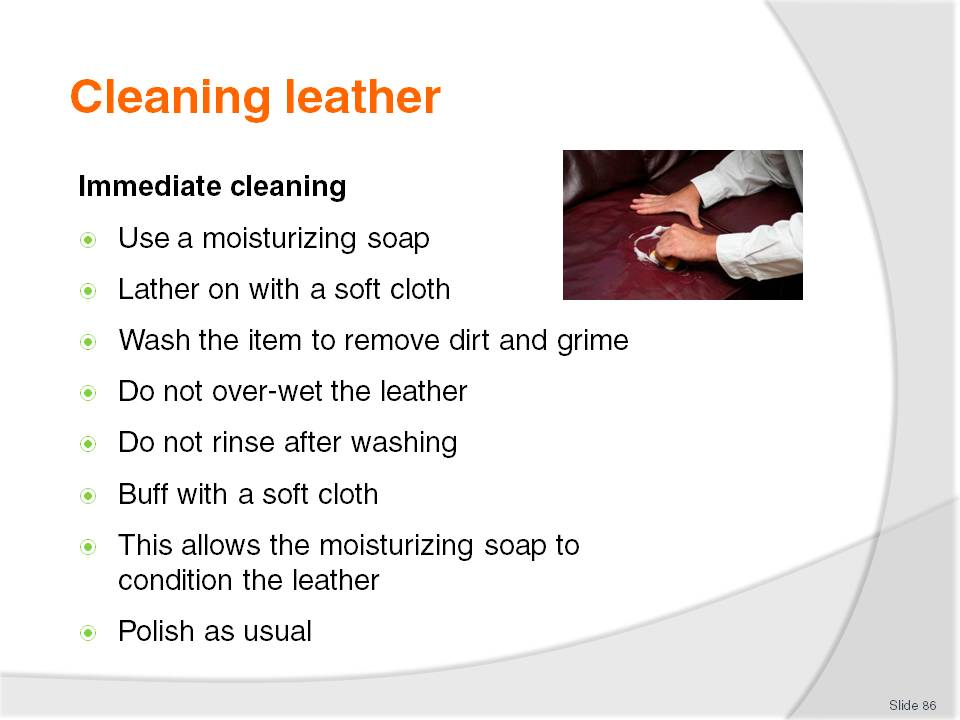 Cleaning leather
Immediate cleaning
Use a moisturizing soap
Lather on with a soft cloth
Wash the item to remove dirt and grime
Do not over-wet the leather
Do not rinse after washing
Buff with a soft cloth
This allows the moisturizing soap to
condition the leather
Polish as usual
Slide 86